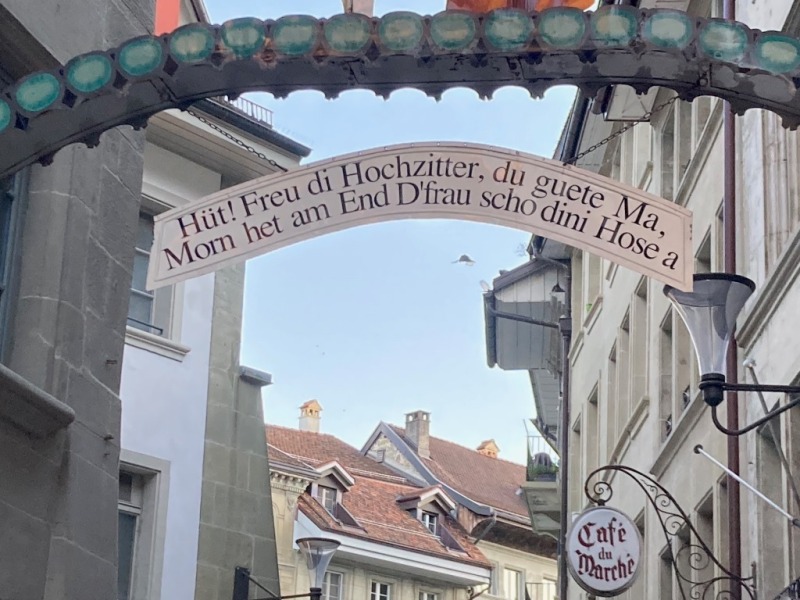 Hüt! Freu di Hochzitter, du guete Ma,
Morn het am End D'frau scho dini Hose a
Café
du
Marché